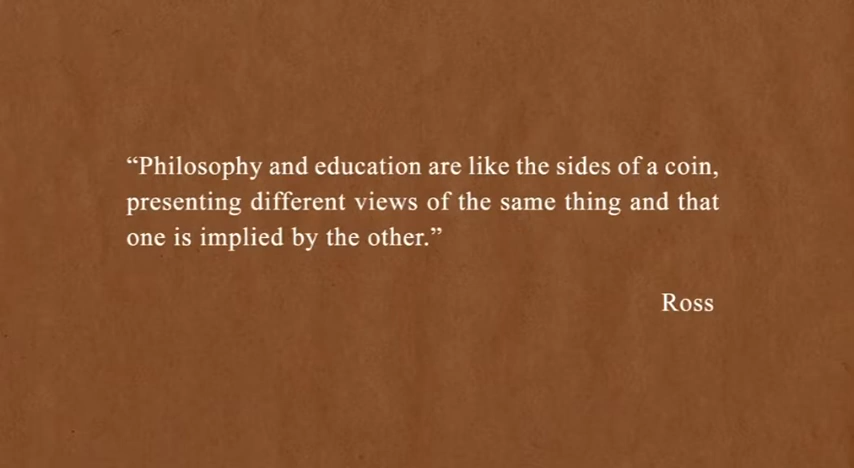 “Philosophy and education are like the sides of a coin,
presenting different views of the same thing and that
one is implied by the other.”
Ross